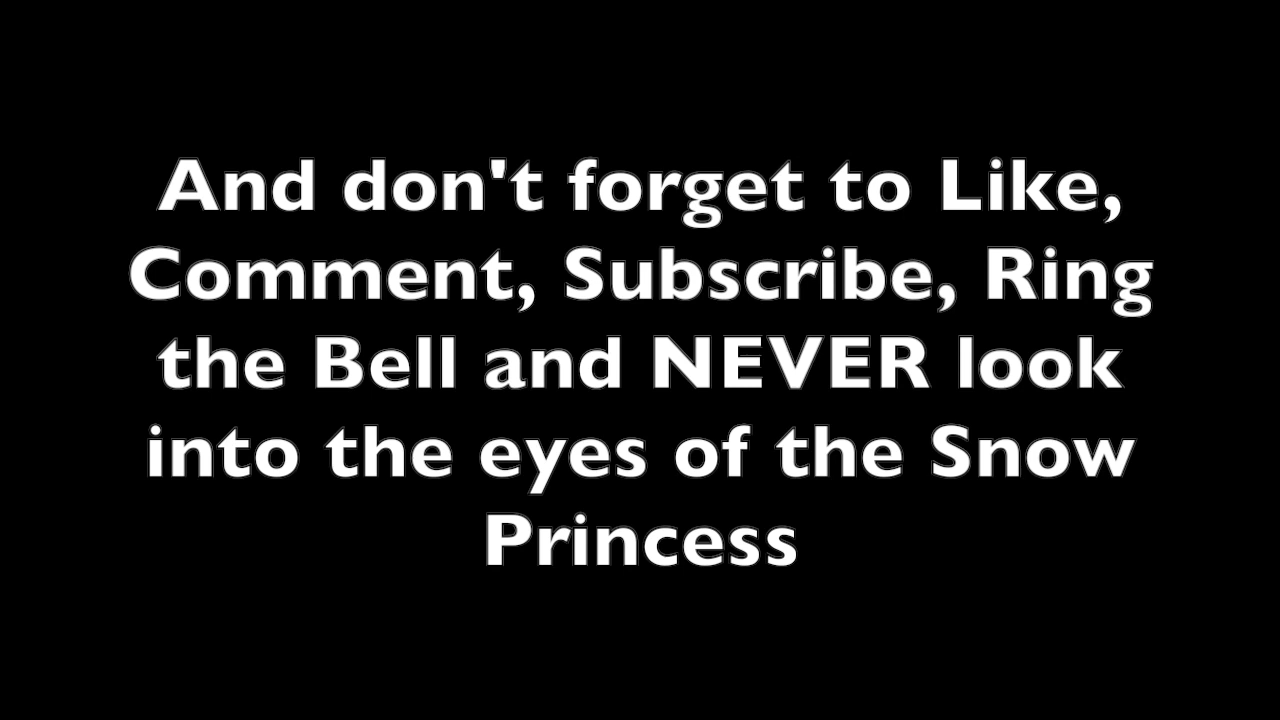 And don't forget to Like,
Comment, Subscribe, Ring
the Bell and NEVER look
into the eyes of the Snow
Princess